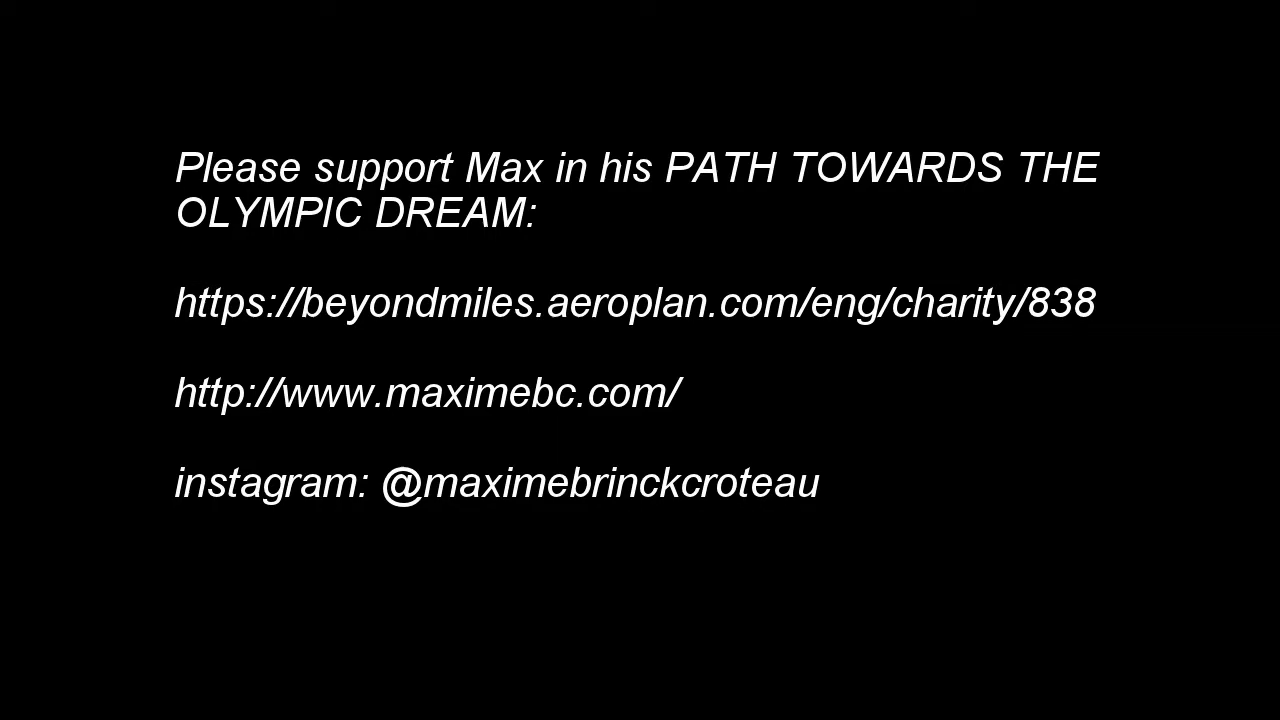 Please support Max in his PATH TOWARDS THE
OLYMPIC DREAM:
https://beyondmiles.aeroplan.com/eng/charity/838
http://www.maximebc.com/
instagram: @maximebrinckcroteau